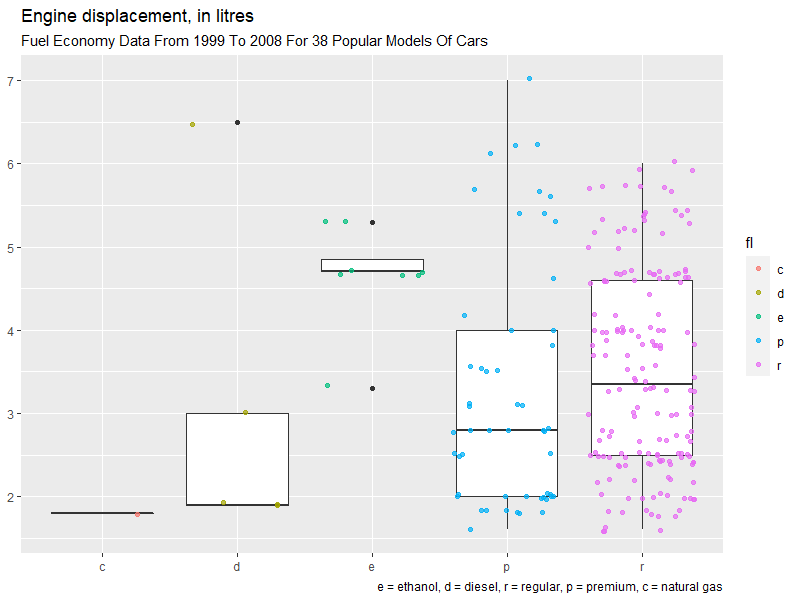 Engine displacement, in litres
Fuel Economy Data From 1999 To 2008 For 38 Popular Models Of Cars
7
6
5
4
3
2
c d e p r
fl
c
d
e
p
r
e = ethanol, d = diesel, r = regular, p = premium, c = natural gas